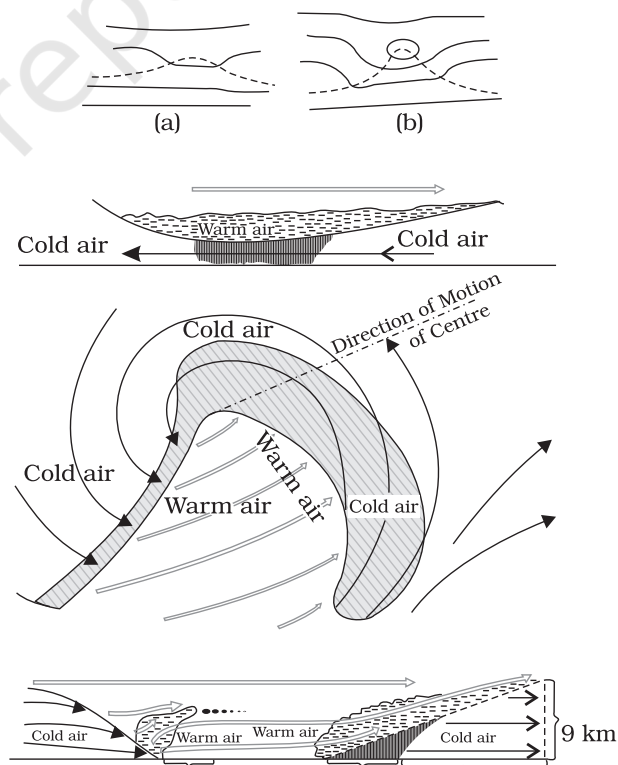 rep
(a)
(b)
Warm air
Cold air
Cold air
Direction of Motion
of Centre
Cold air
Cold air
Warm air
Warm air
Cold air
Cold air
Warm air
Warm air
Cold air
9 km